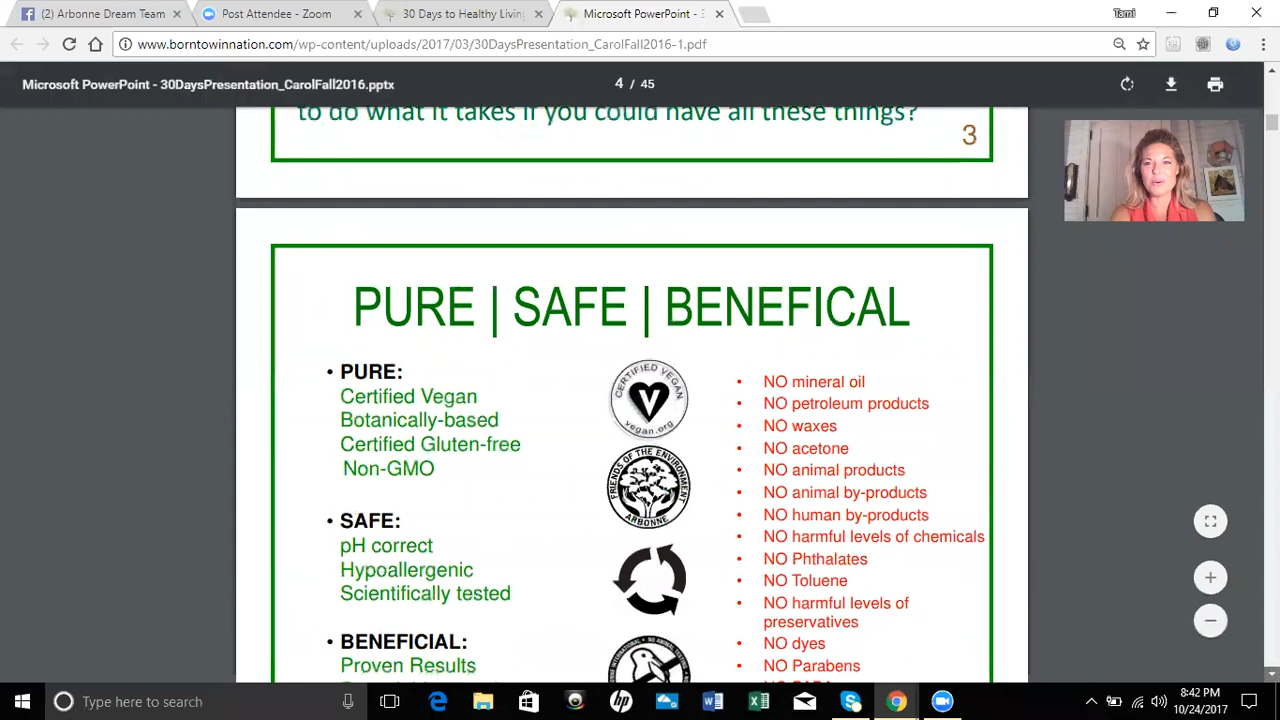 (2) Arbonne Dream Team
Post Attendee - Zoom
30 Days to Healthy Livin
Microsoft PowerPoint - 3
Tami
www.borntowinnation.com/wp-content/uploads/2017/03/30DaysPresentation_CarolFall2016-1.pdf
Microsoft PowerPoint - 30DaysPresentation_CarolFall2016.pptx
4 / 45
to do what it takes if you could have all these things?
3
PURE | SAFE | BENEFICAL
• PURE:
Certified Vegan
Botanically-based
Certified Gluten-free
Non-GMO
• SAFE:
pH correct
Hypoallergenic
Scientifically tested
• BENEFICIAL:
Proven Results
CERTIFIED VEGAN
V
vegan.org
FRIENDS OF THE ENVIRONMENT
ARBONNE
• NO mineral oil
• NO petroleum products
• NO waxes
• NO acetone
• NO animal products
• NO animal by-products
• NO human by-products
• NO harmful levels of chemicals
• NO Phthalates
• NO Toluene
• NO harmful levels of
preservatives
• NO dyes
• NO Parabens
Type here to search
8:42 PM
10/24/2017